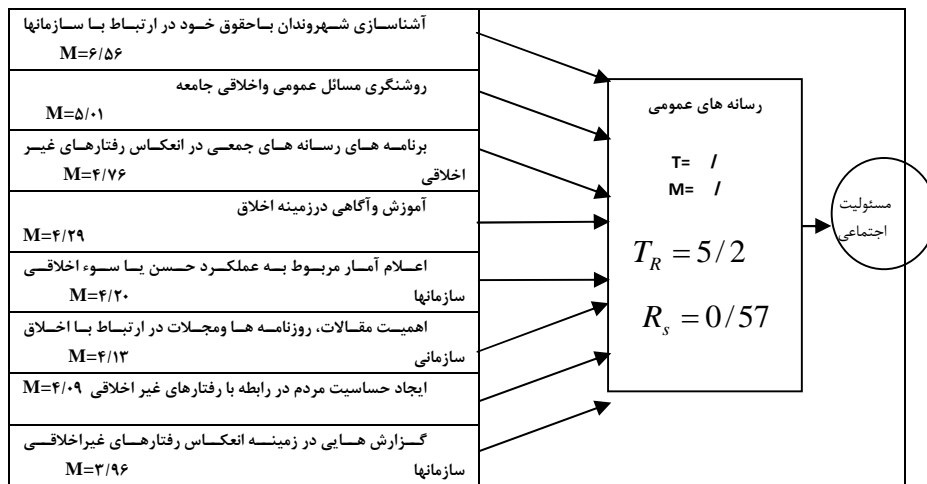 آشناسازی شهروندان باحقوق خود در ارتباط با سازمانها
M=۶/۵۶
روشنگری مسائل عمومی واخلاقی جامعه
M=۵/۰۱
برنامه های رسانه های جمعی در انعکاس رفتارهای غیر
اخلاقی M=۴/۷۶
آموزش وآگاهی درزمینه اخلاق
M=۴/۲۹
اعلام آمار مربوط به عملکرد حسن یا سوء اخلاقی
سازمانها M=۴/۲۰
اهمیت مقالات، روزنامه ها ومجلات در ارتباط با اخلاق
سازمانی M=۴/۱۳
ایجاد حساسیت مردم در رابطه با رفتارهای غیر اخلاقی M=۴/۰۹
گزارش هایی در زمینه انعکاس رفتارهای غیراخلاقی
سازمانها M=۳/۹۶
رسانه های عمومی
T= /
M= /
T_R = 5/2
R_s = 0/57
مسئولیت
اجتماعی